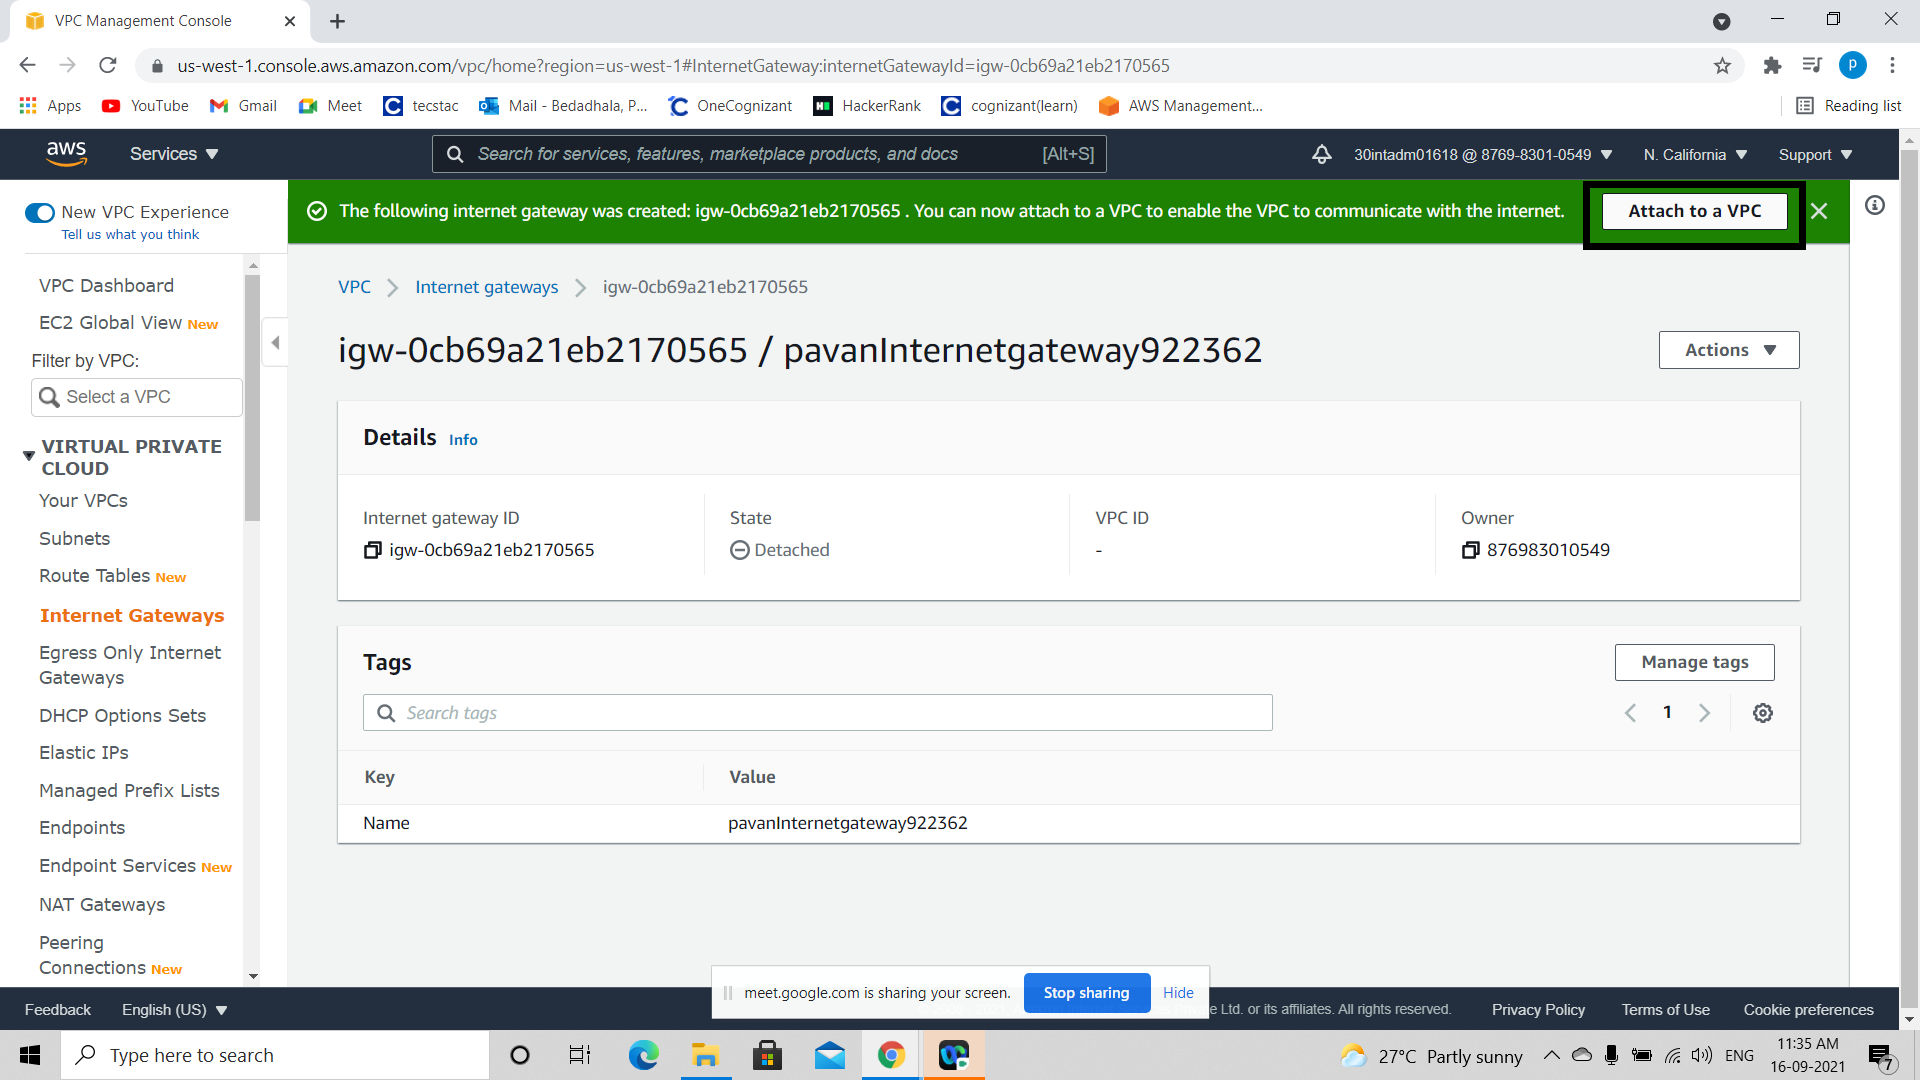 VPC Management Console
us-west-1.console.aws.amazon.com/vpc/home?region=us-west-1#InternetGateway:internetGatewayId=igw-0cb69a21eb2170565
P
Apps YouTube Gmail Meet tecstac Mail - Bedadhala, P... OneCognizant HackerRank cognizant(learn) AWS Management... Reading list
aws Services Search for services, features, marketplace products, and docs [Alt+S] 30intadm01618 @ 8769-8301-0549 N. California Support
New VPC Experience
Tell us what you think
The following internet gateway was created: igw-0cb69a21eb2170565 . You can now attach to a VPC to enable the VPC to communicate with the internet. Attach to a VPC
VPC Dashboard
EC2 Global View New
Filter by VPC:
Select a VPC
VIRTUAL PRIVATE
CLOUD
Your VPCs
Subnets
Route Tables New
Internet Gateways
Egress Only Internet
Gateways
DHCP Options Sets
Elastic IPs
Managed Prefix Lists
Endpoints
Endpoint Services New
NAT Gateways
Peering
Connections New
VPC Internet gateways igw-0cb69a21eb2170565
igw-0cb69a21eb2170565 / pavanInternetgateway922362 Actions
Details Info
Internet gateway ID State VPC ID Owner
igw-0cb69a21eb2170565 Detached - 876983010549
Tags Manage tags
Search tags 1
Key Value
Name pavanInternetgateway922362
meet.google.com is sharing your screen. Stop sharing Hide
Feedback English (US) e Ltd. or its affiliates. All rights reserved. Privacy Policy Terms of Use Cookie preferences
Type here to search 27°C Partly sunny ENG 11:35 AM
16-09-2021 7